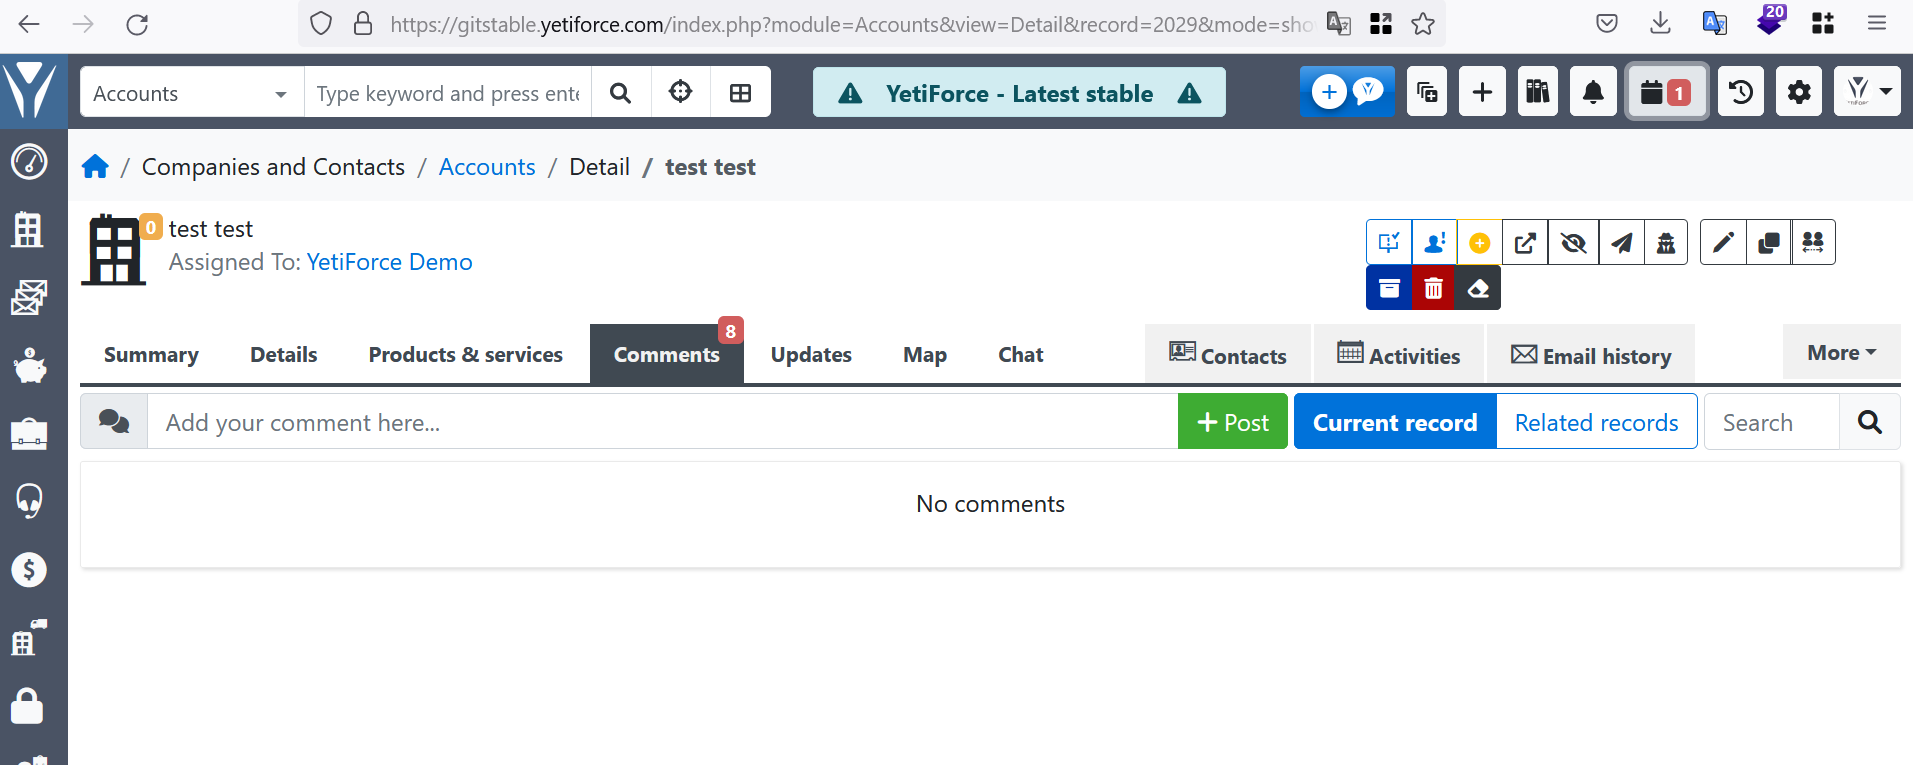 https://gitstable.yetiforce.com/index.php?module=Accounts&view=Detail&record=2029&mode=sho
20
Accounts
Type keyword and press ente
YetiForce - Latest stable
1
/ Companies and Contacts / Accounts / Detail / test test
0
test test
Assigned To: YetiForce Demo
Summary
Details
Products & services
Comments
8
Updates
Map
Chat
Contacts
Activities
Email history
More
Add your comment here...
Post
Current record
Related records
Search
No comments